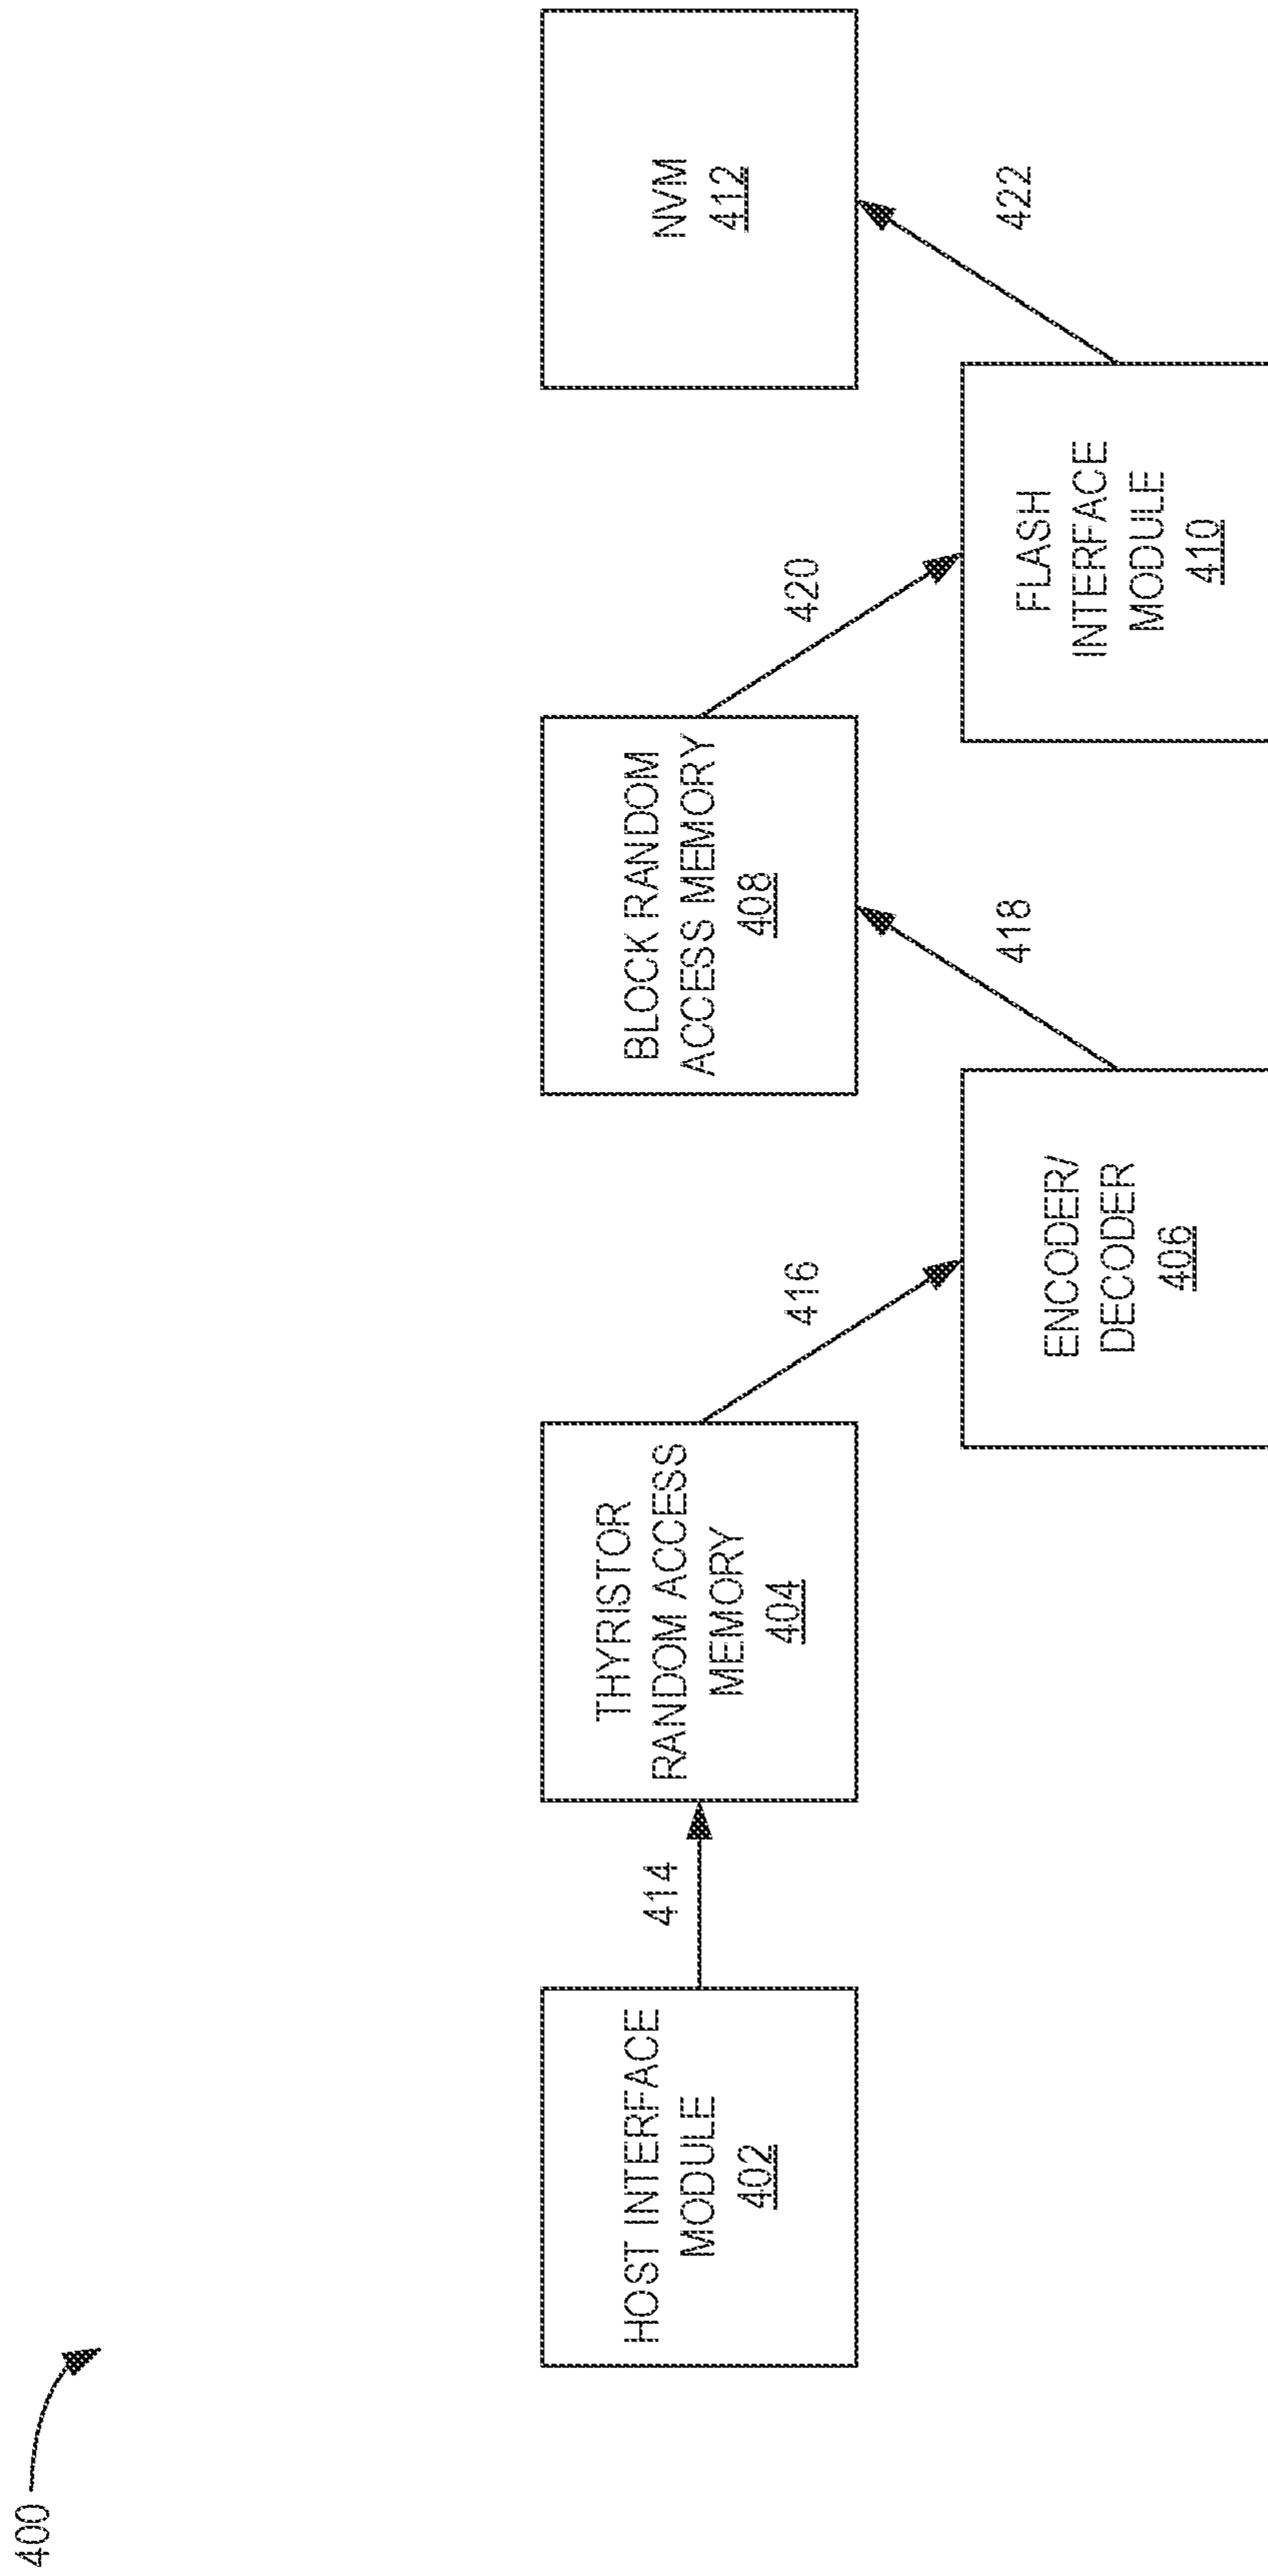 400
HOST INTERFACE
MODULE
402
414
THYRISTOR
RANDOM ACCESS
MEMORY
404
416
ENCODER/
DECODER
406
418
BLOCK RANDOM
ACCESS MEMORY
408
420
FLASH
INTERFACE
MODULE
410
422
NVM
412